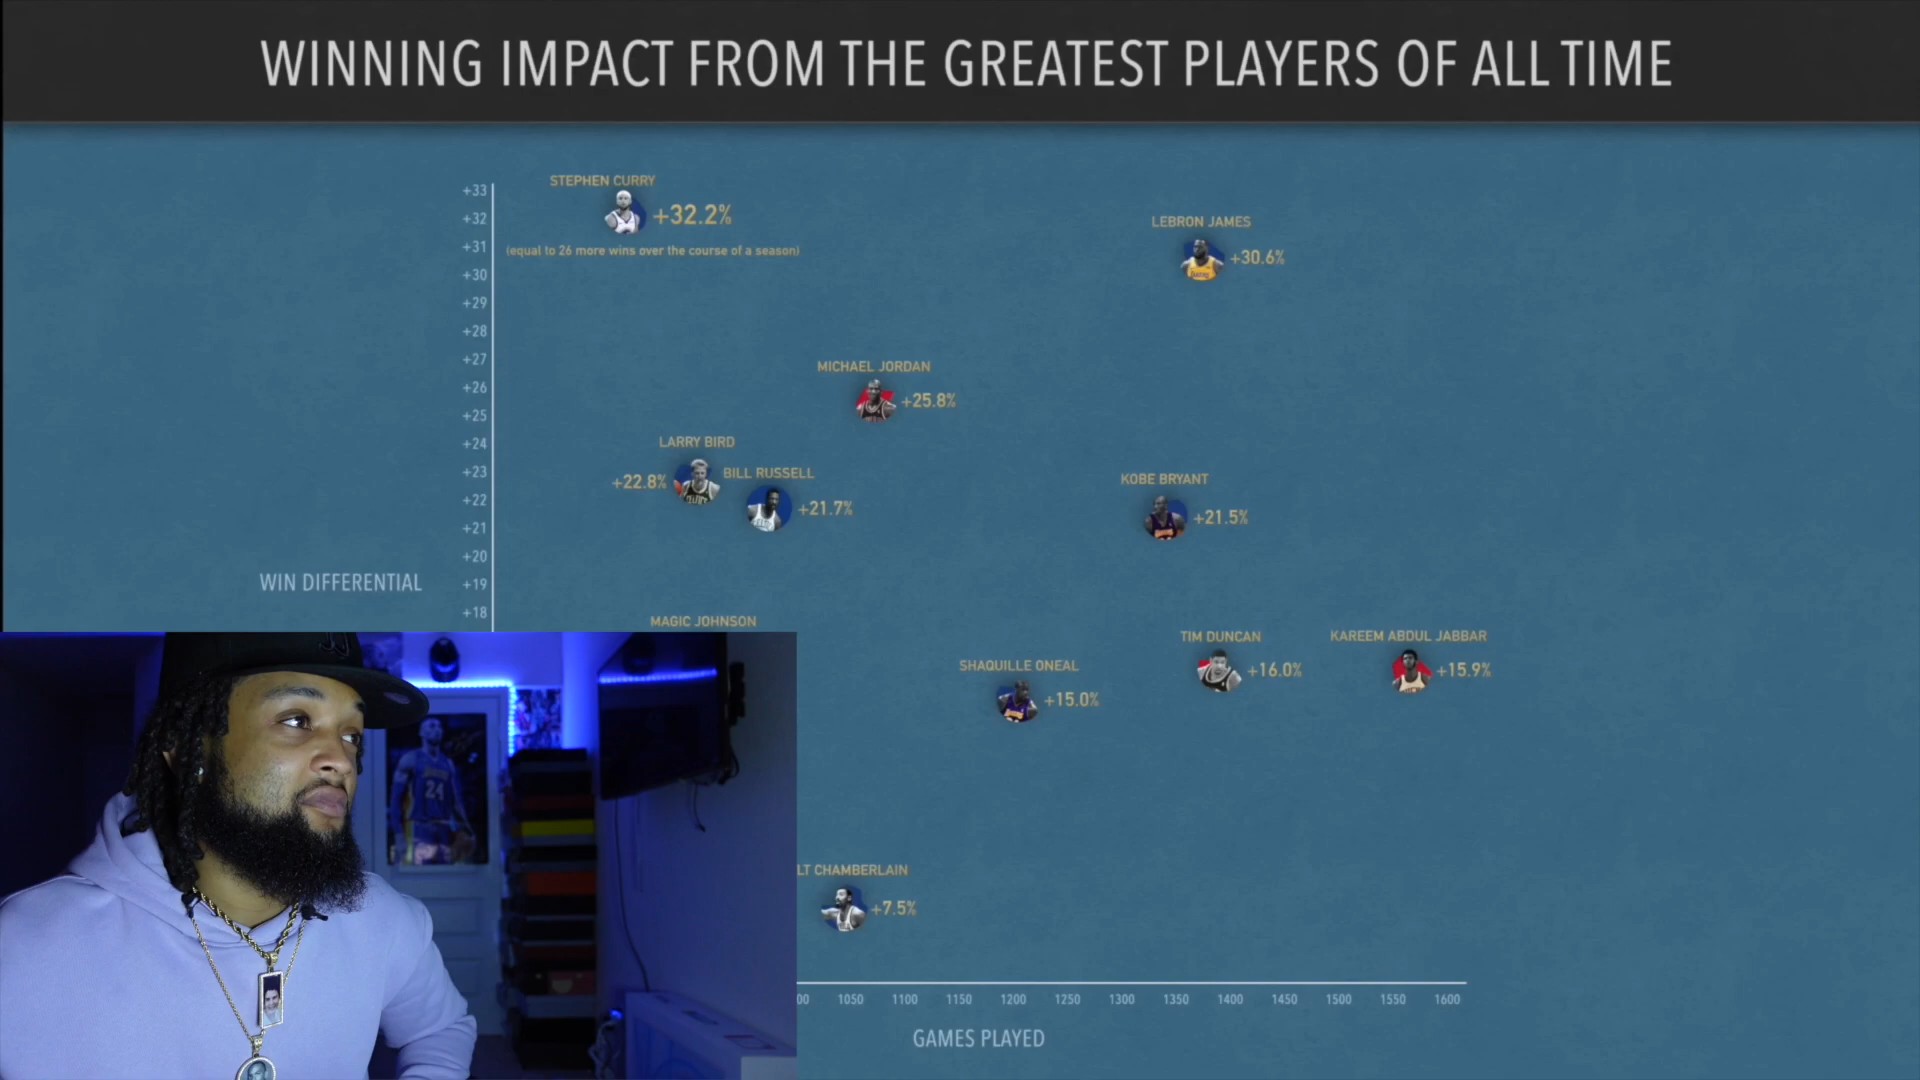 WINNING IMPACT FROM THE GREATEST PLAYERS OF ALL TIME
STEPHEN CURRY
+32.2%
(equal to 26 more wins over the course of a season)
LEBRON JAMES
+30.6%
MICHAEL JORDAN
+25.8%
LARRY BIRD
+22.8%
BILL RUSSELL
+21.7%
KOBE BRYANT
+21.5%
MAGIC JOHNSON
TIM DUNCAN
+16.0%
KAREEM ABDUL JABBAR
+15.9%
SHAQUILLE ONEAL
+15.0%
LT CHAMBERLAIN
+7.5%
WIN DIFFERENTIAL
+33
+32
+31
+30
+29
+28
+27
+26
+25
+24
+23
+22
+21
+20
+19
+18
00 1050 1100 1150 1200 1250 1300 1350 1400 1450 1500 1550 1600
GAMES PLAYED
24